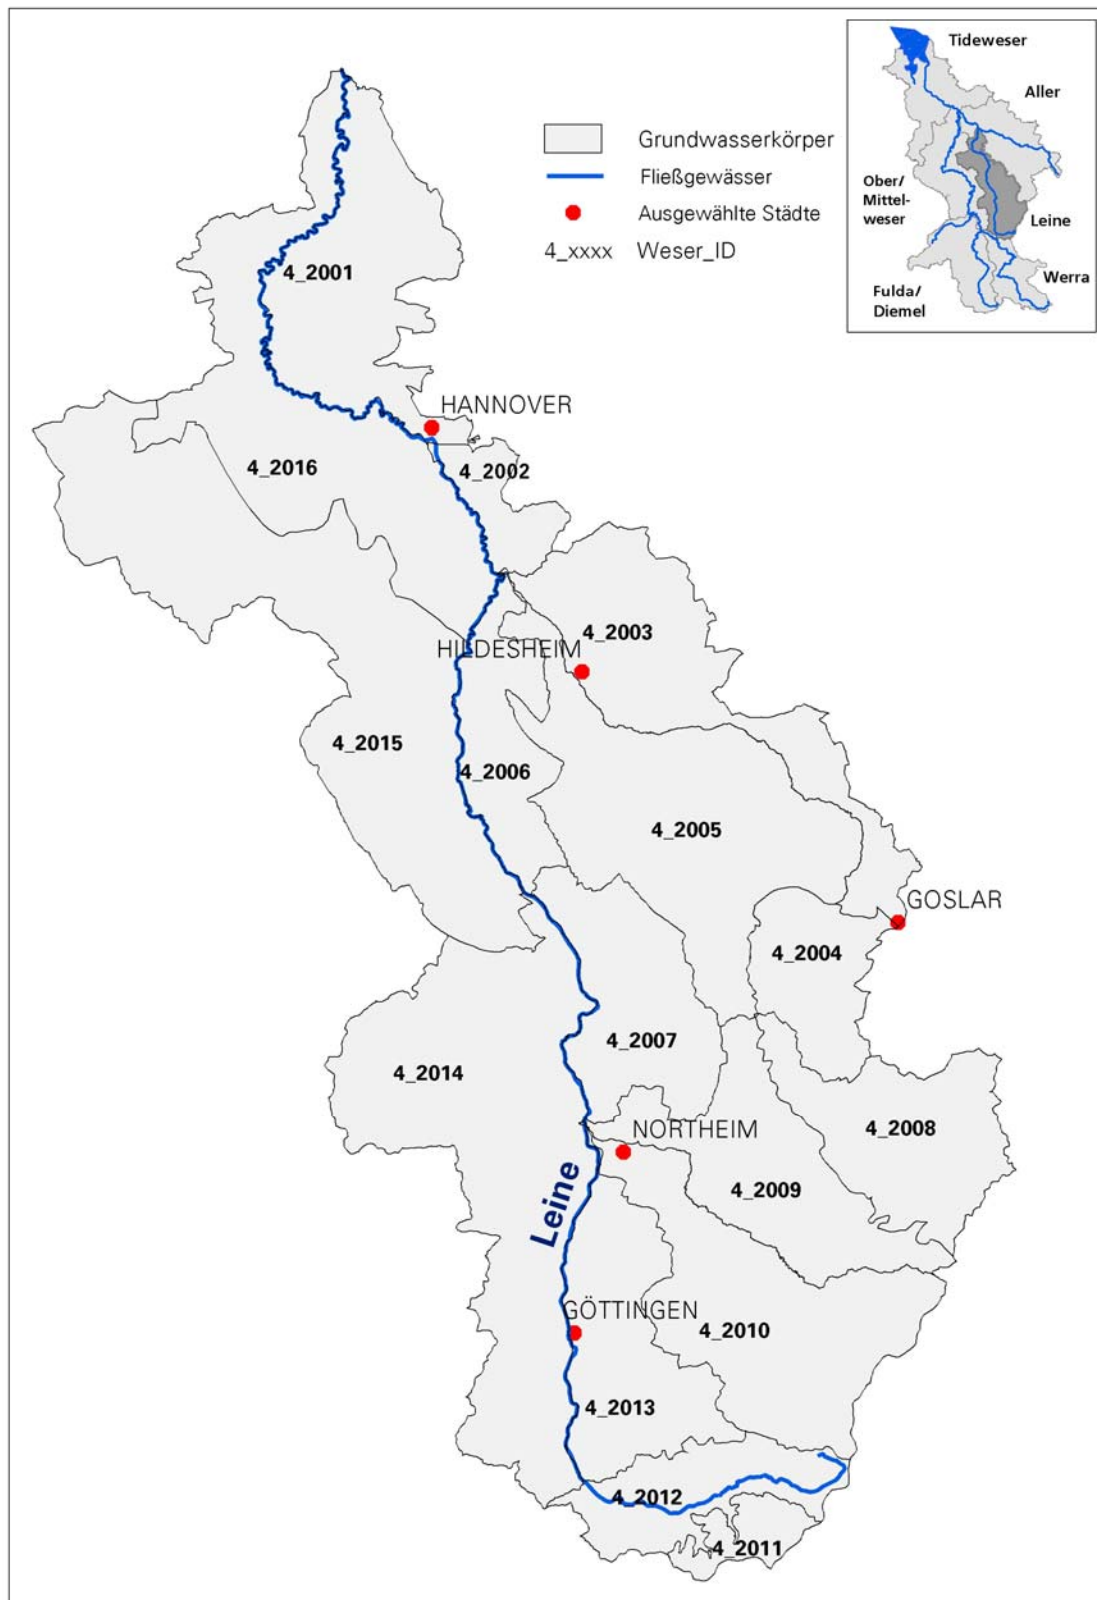 Tideweser
Aller
Ober/
Mittel-
weser
Leine
Werra
Fulda/
Diemel
Grundwasserkörper
Fließgewässer
Ausgewählte Städte
4_xxxx Weser_ID
4_2001
HANNOVER
4_2016
4_2002
4_2003
HILDESHEIM
4_2015
4_2006
4_2005
GOSLAR
4_2004
4_2007
4_2014
4_2008
NORTHEIM
4_2009
Leine
GÖTTINGEN
4_2010
4_2013
4_2012
4_2011